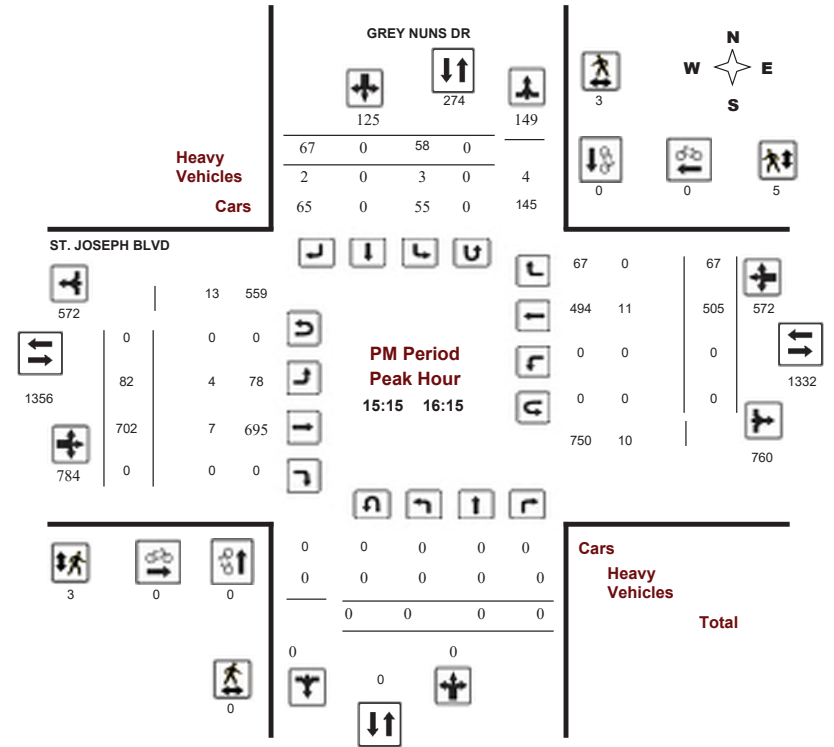 GREY NUNS DR
N
W E
S
274
3
125 149
67 0 58 0
Heavy
Vehicles
2 0 3 0 4
Cars
65 0 55 0 145
0 0 5
ST. JOSEPH BLVD
572
13 559
67 0 67
494 11 505 572
0 0 0
82 4 78
0 0 0
1356
1332
702 7 695
0 0 0
784
0 0 0
750 10
760
PM Period
Peak Hour
15:15 16:15
3 0 0
0
0 0 0 0 0
0 0 0 0 0
0 0 0 0
0 0
0
Cars
Heavy
Vehicles
Total